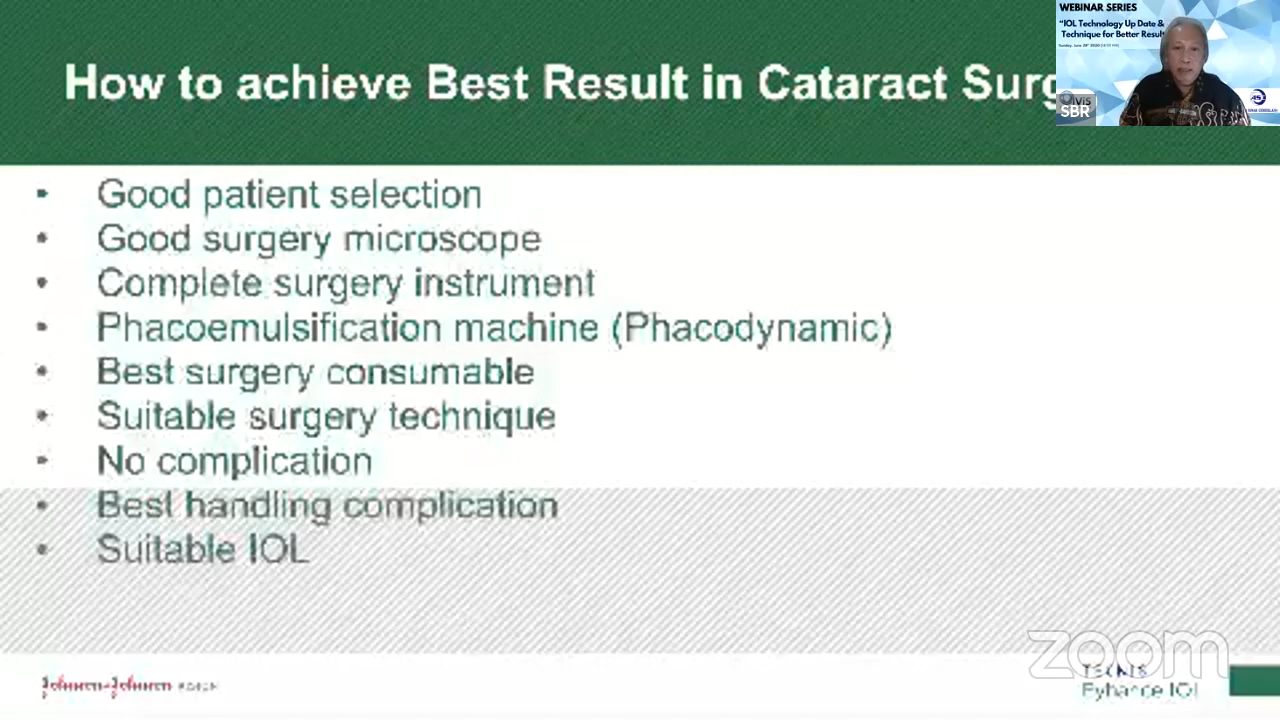 How to achieve Best Result in Cataract Surg
• Good patient selection
• Good surgery microscope
• Complete surgery instrument
• Phacoemulsification machine (Phacodynamic)
• Best surgery consumable
• Suitable surgery technique
• No complication
• Best handling complication
• Suitable IOL
WEBINAR SERIES
"IOL Technology Up Date &
Technique for Better Result
SBR
Johnson & Johnson
zoom
TECNIS
Eyhance IOL